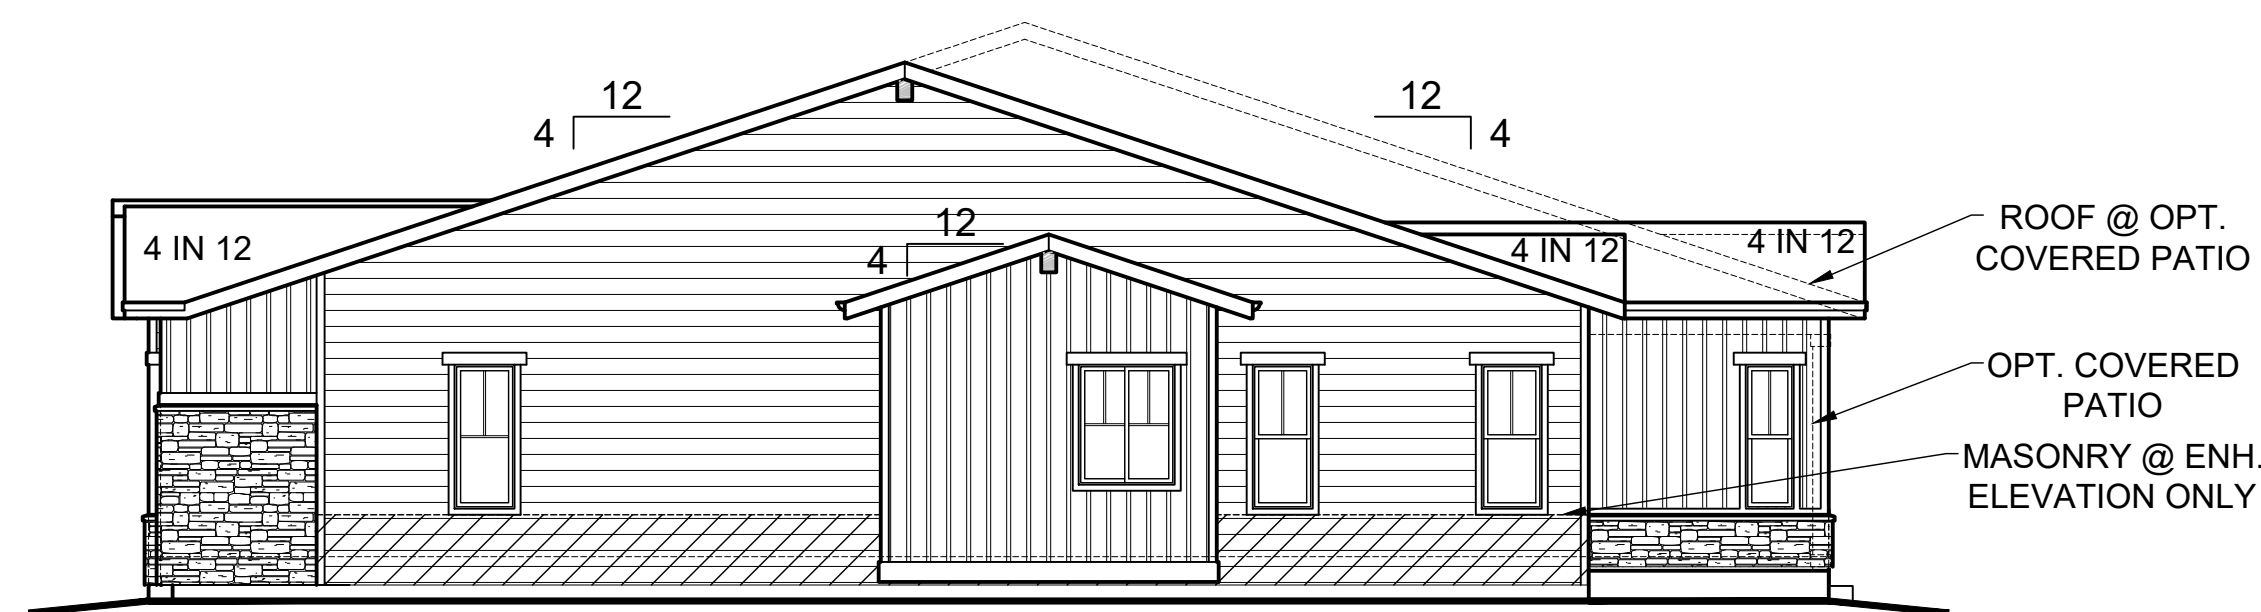 12
4
12
4
4 IN 12
12
4
4 IN 12
4 IN 12
ROOF @ OPT.
COVERED PATIO
OPT. COVERED
PATIO
MASONRY @ ENH.
ELEVATION ONLY